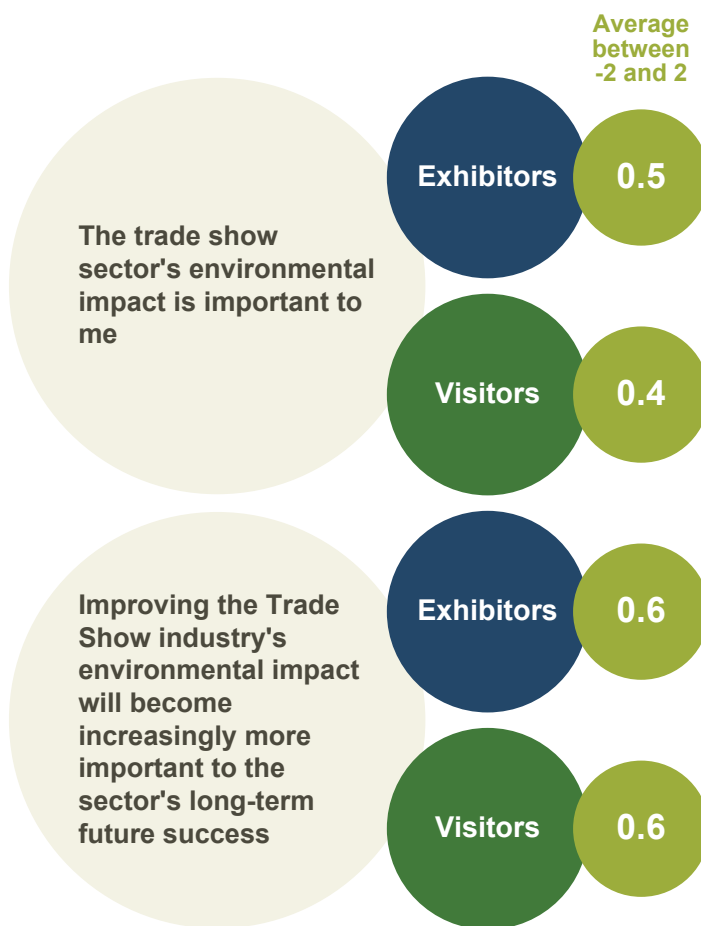 Average
between
-2 and 2
Exhibitors
0.5
The trade show
sector's environmental
impact is important to
me
Visitors
0.4
Exhibitors
0.6
Improving the Trade
Show industry's
environmental impact
will become
increasingly more
important to the
sector's long-term
future success
Visitors
0.6